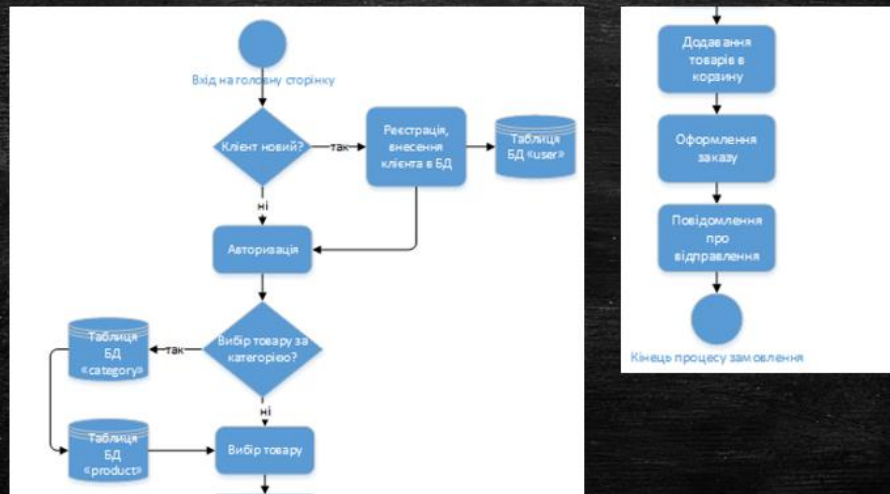 Вхід на головну сторінку
Клієнт новий?
так
Реєстрація,
внесення
клієнта в БД
Таблиця
БД «user»
ні
Авторизація
Вибір товару за
категорією?
так
Таблиця
БД
«category»
ні
Таблиця
БД
«product»
Вибір товару
Додавання
товарів в
корзину
Оформлення
заказу
Повідомлення
про
відправлення
Кінець процесу замовлення